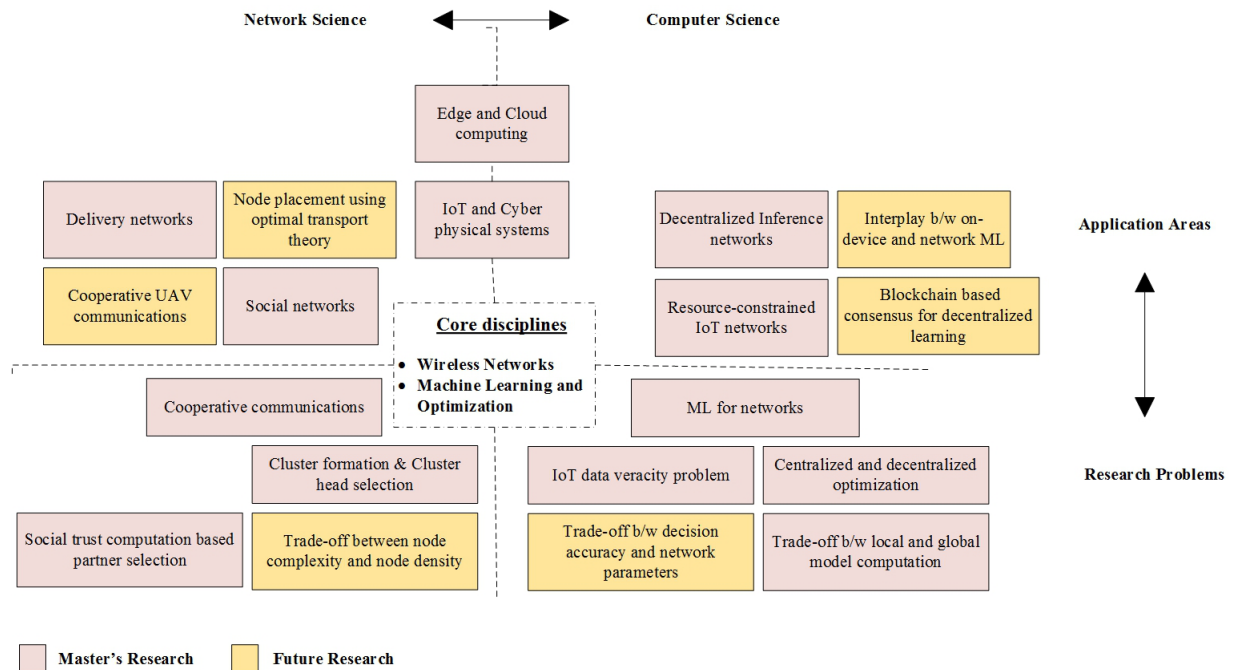 Network Science
Computer Science
Edge and Cloud
computing
Delivery networks
Node placement using
optimal transport
theory
IoT and Cyber
physical systems
Decentralized Inference
networks
Interplay b/w on-
device and network ML
Application Areas
Cooperative UAV
communications
Social networks
Resource-constrained
IoT networks
Blockchain based
consensus for decentralized
learning
Core disciplines
• Wireless Networks
• Machine Learning and
Optimization
Cooperative communications
ML for networks
Cluster formation & Cluster
head selection
IoT data veracity problem
Centralized and decentralized
optimization
Research Problems
Social trust computation based
partner selection
Trade-off between node
complexity and node density
Trade-off b/w decision
accuracy and network
parameters
Trade-off b/w local and global
model computation
Master's Research
Future Research